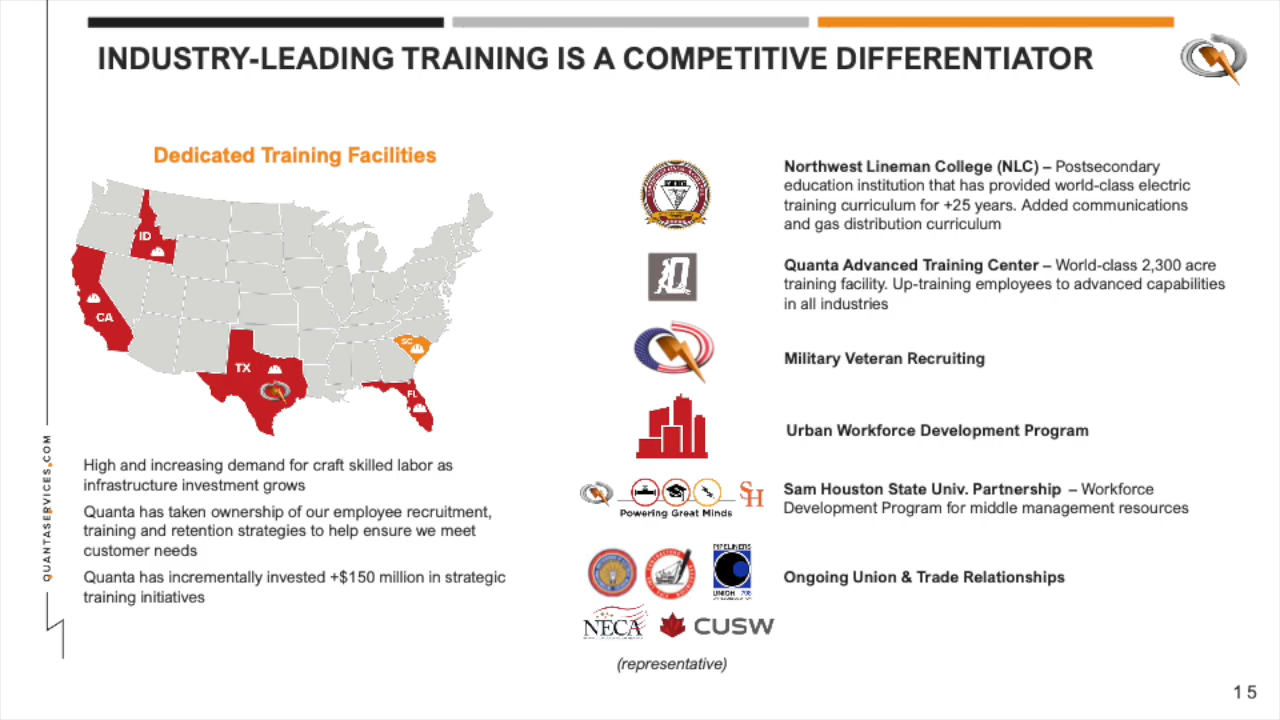 INDUSTRY-LEADING TRAINING IS A COMPETITIVE DIFFERENTIATOR
Dedicated Training Facilities
ID
CA
TX
SC
FL
High and increasing demand for craft skilled labor as
infrastructure investment grows
Quanta has taken ownership of our employee recruitment,
training and retention strategies to help ensure we meet
customer needs
Quanta has incrementally invested +$150 million in strategic
training initiatives
Northwest Lineman College (NLC) – Postsecondary
education institution that has provided world-class electric
training curriculum for +25 years. Added communications
and gas distribution curriculum
Quanta Advanced Training Center – World-class 2,300 acre
training facility. Up-training employees to advanced capabilities
in all industries
Military Veteran Recruiting
Urban Workforce Development Program
Powering Great Minds
SH
Sam Houston State Univ. Partnership – Workforce
Development Program for middle management resources
PIPELINERS
UNION 798
Ongoing Union & Trade Relationships
NECA
CUSW
(representative)
QUANTASERVICES.COM
15